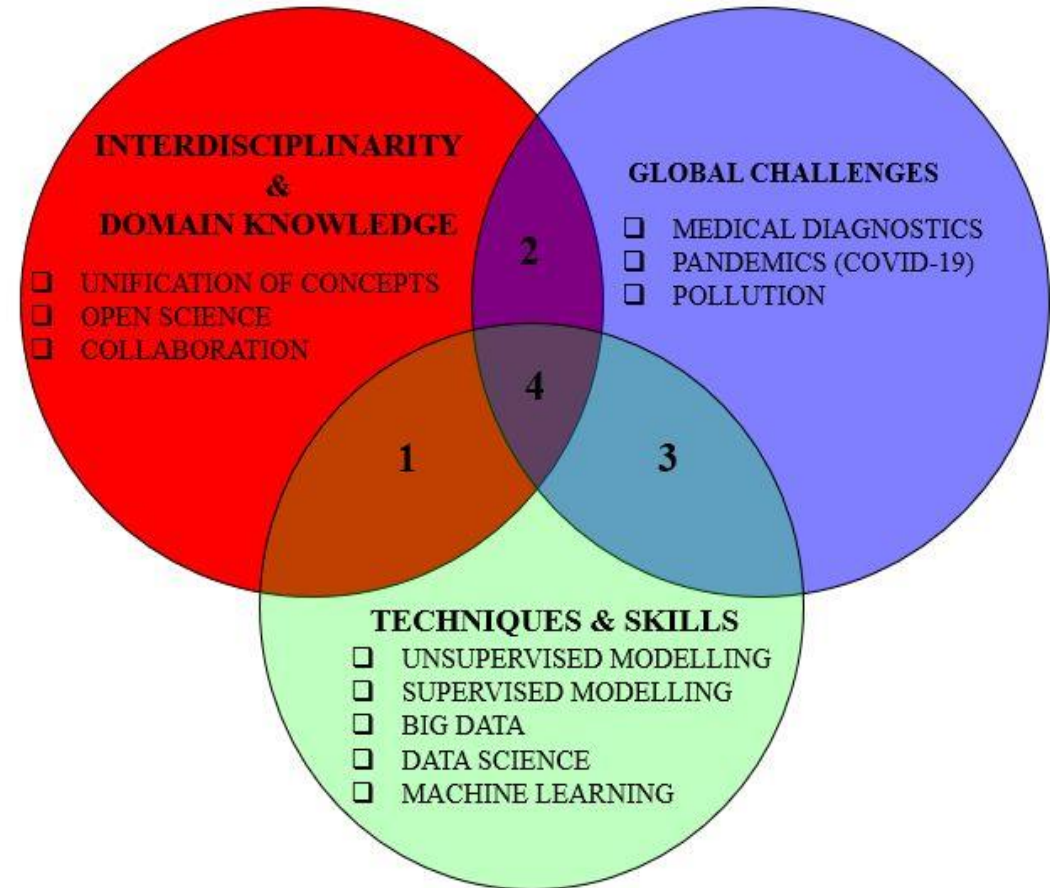 INTERDISCIPLINARITY
&
DOMAIN KNOWLEDGE
❑ UNIFICATION OF CONCEPTS
❑ OPEN SCIENCE
❑ COLLABORATION
GLOBAL CHALLENGES
❑ MEDICAL DIAGNOSTICS
❑ PANDEMICS (COVID-19)
❑ POLLUTION
2
4
1
3
TECHNIQUES & SKILLS
❑ UNSUPERVISED MODELLING
❑ SUPERVISED MODELLING
❑ BIG DATA
❑ DATA SCIENCE
❑ MACHINE LEARNING